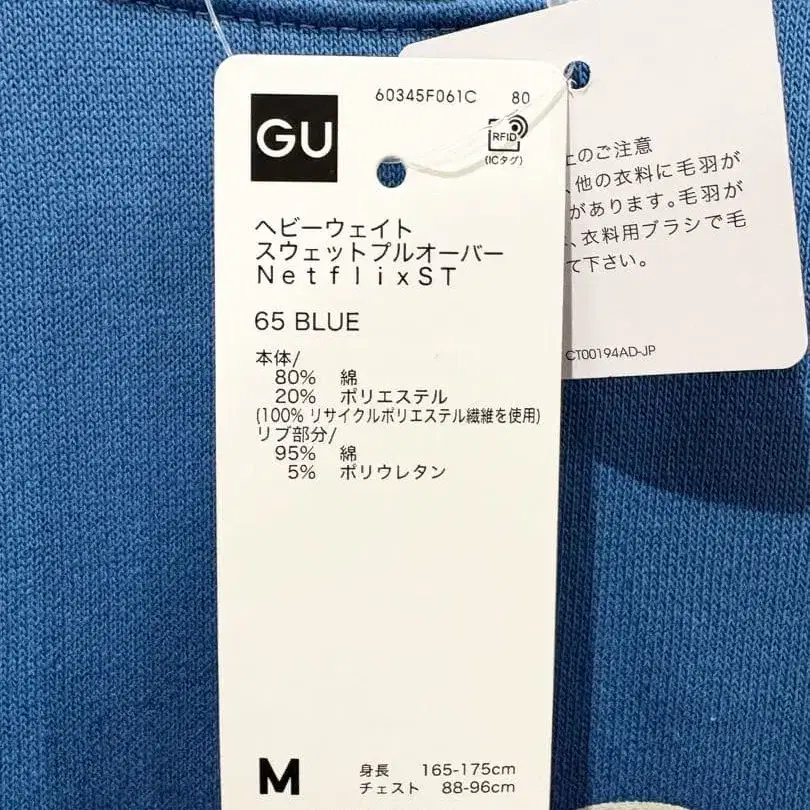 GU
60345F061C 80
RFID
(ICタグ)
ヘビーウェイト
スウェットプルオーバー
NetflixST
65 BLUE
本体/
80% 綿
20% ポリエステル
(100% リサイクルポリエステル繊維を使用)
リブ部分/
95% 綿
5% ポリウレタン
M
身長 165-175cm
チェスト 88-96cm
のご注意
、他の衣料に毛羽が
があります。毛羽が
、衣料用ブラシで毛
て下さい。
CT00194AD-JP